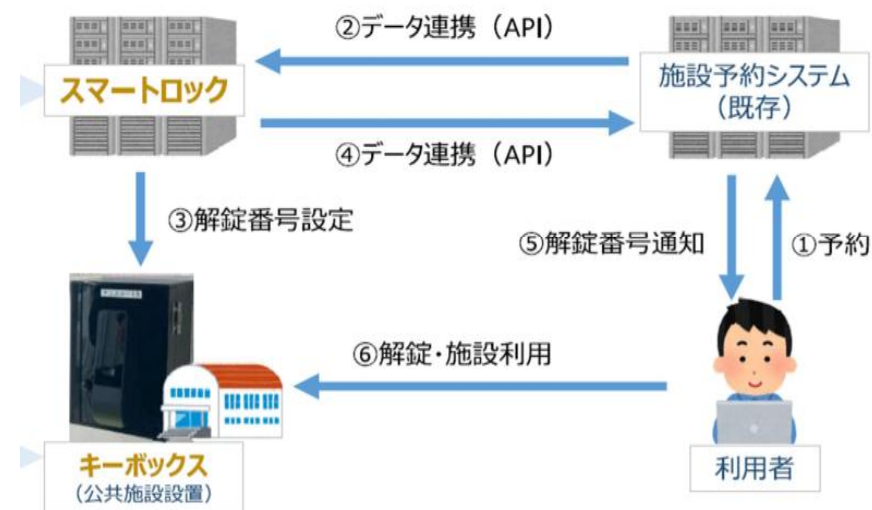 ②データ連携（API）
スマートロック
施設予約システム
（既存）
④データ連携（API）
③解錠番号設定
⑤解錠番号通知
①予約
⑥解錠・施設利用
キーボックス
（公共施設設置）
利用者